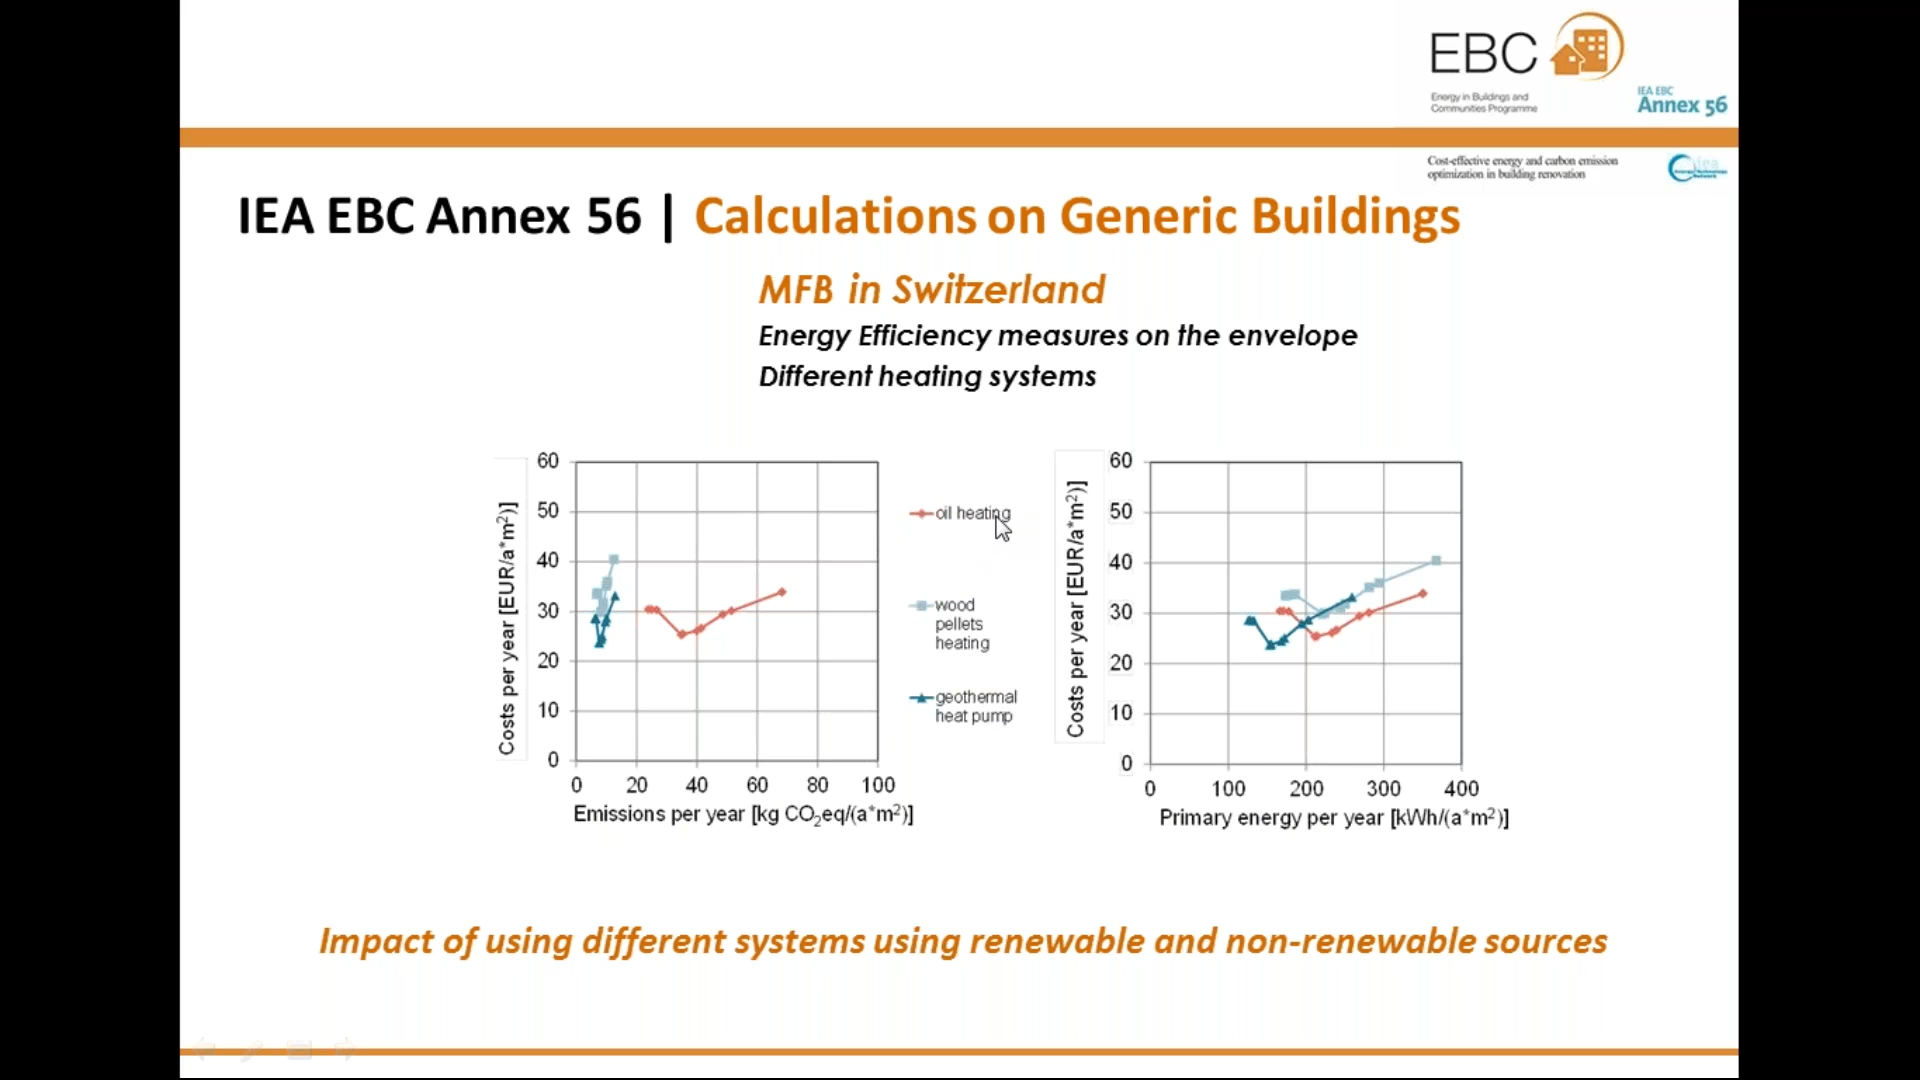 EBC
Energy in Buildings and
Communities Programme
IEA EBC
Annex 56
Cost-effective energy and carbon emission
optimization in building renovation
iea
IEA EBC Annex 56 | Calculations on Generic Buildings
MFB in Switzerland
Energy Efficiency measures on the envelope
Different heating systems
Costs per year [EUR/a*m²)]
60
50
40
30
20
10
0
0 20 40 60 80 100
Emissions per year [kg CO₂eq/(a*m²)]
oil heating
wood
pellets
heating
geothermal
heat pump
Costs per year [EUR/a*m²)]
60
50
40
30
20
10
0
0 100 200 300 400
Primary energy per year [kWh/(a*m²)]
Impact of using different systems using renewable and non-renewable sources